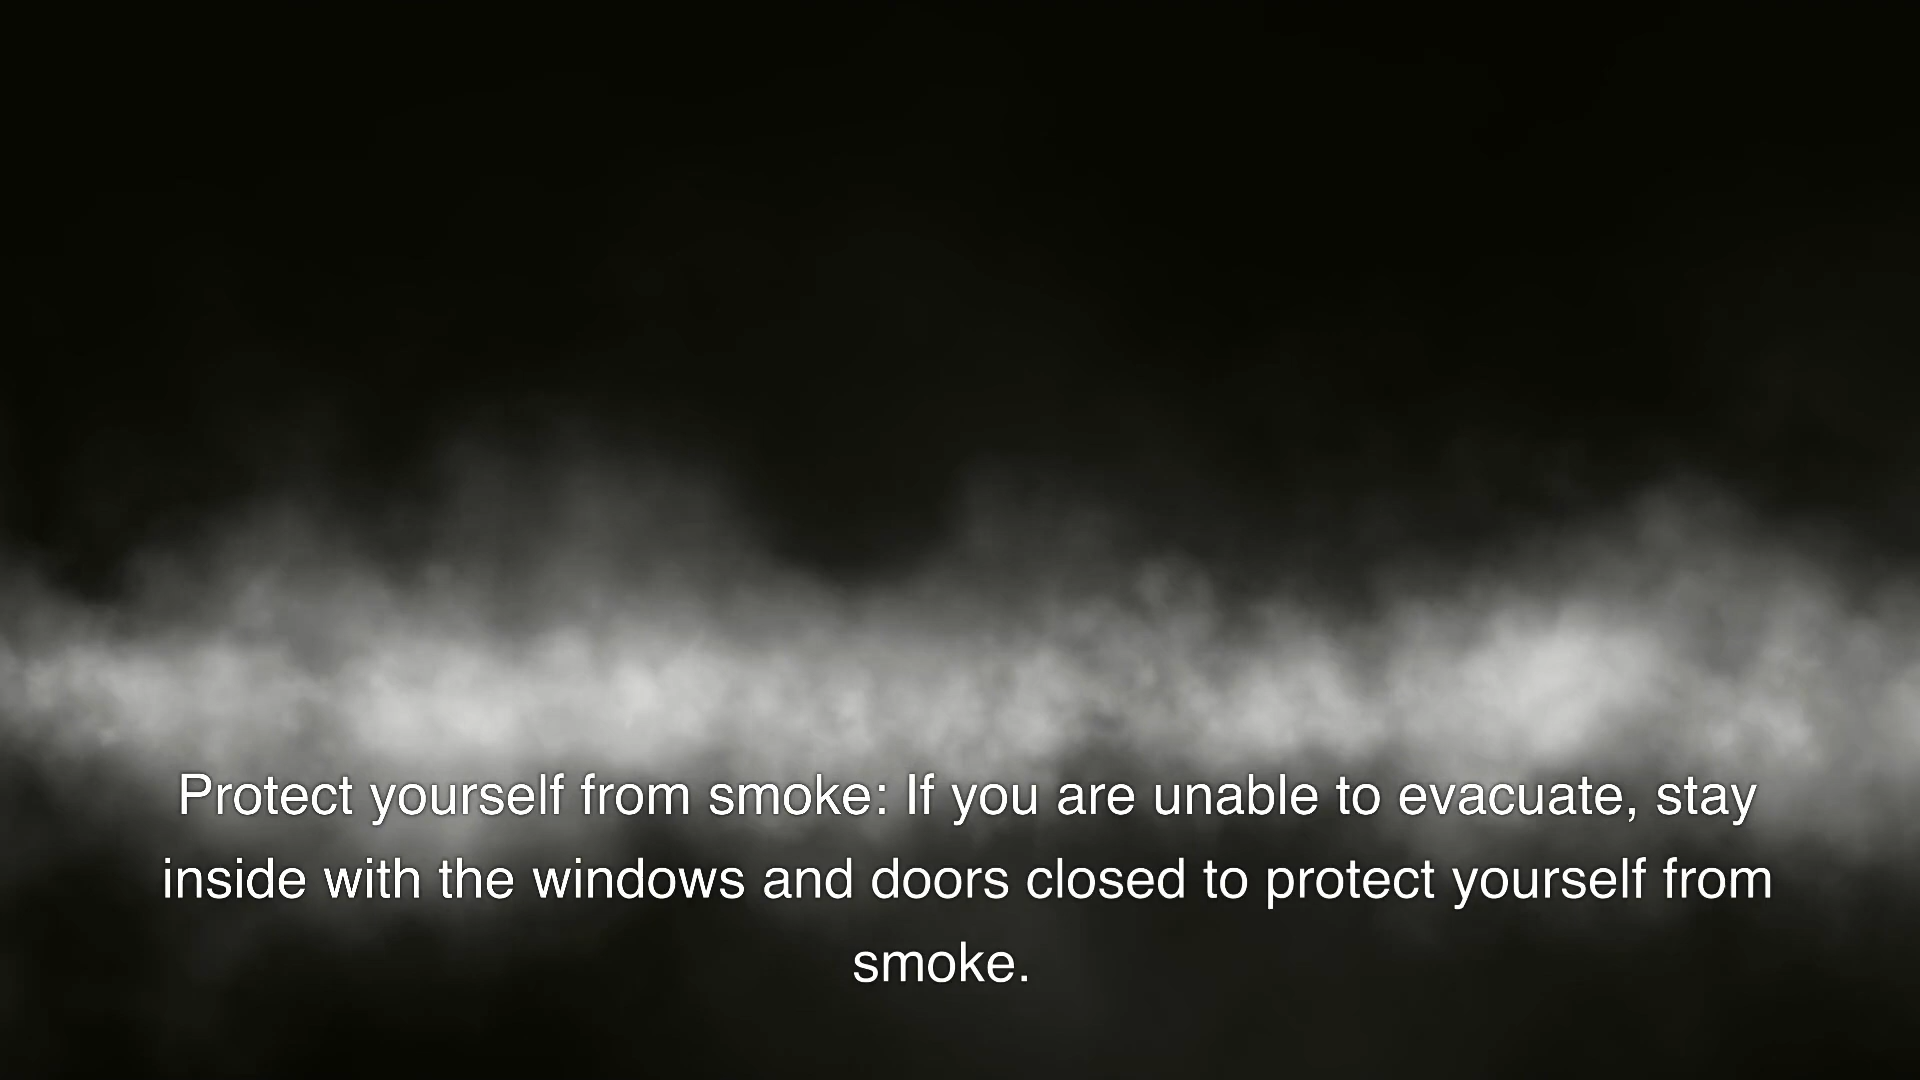 Protect yourself from smoke: If you are unable to evacuate, stay
inside with the windows and doors closed to protect yourself from
smoke.